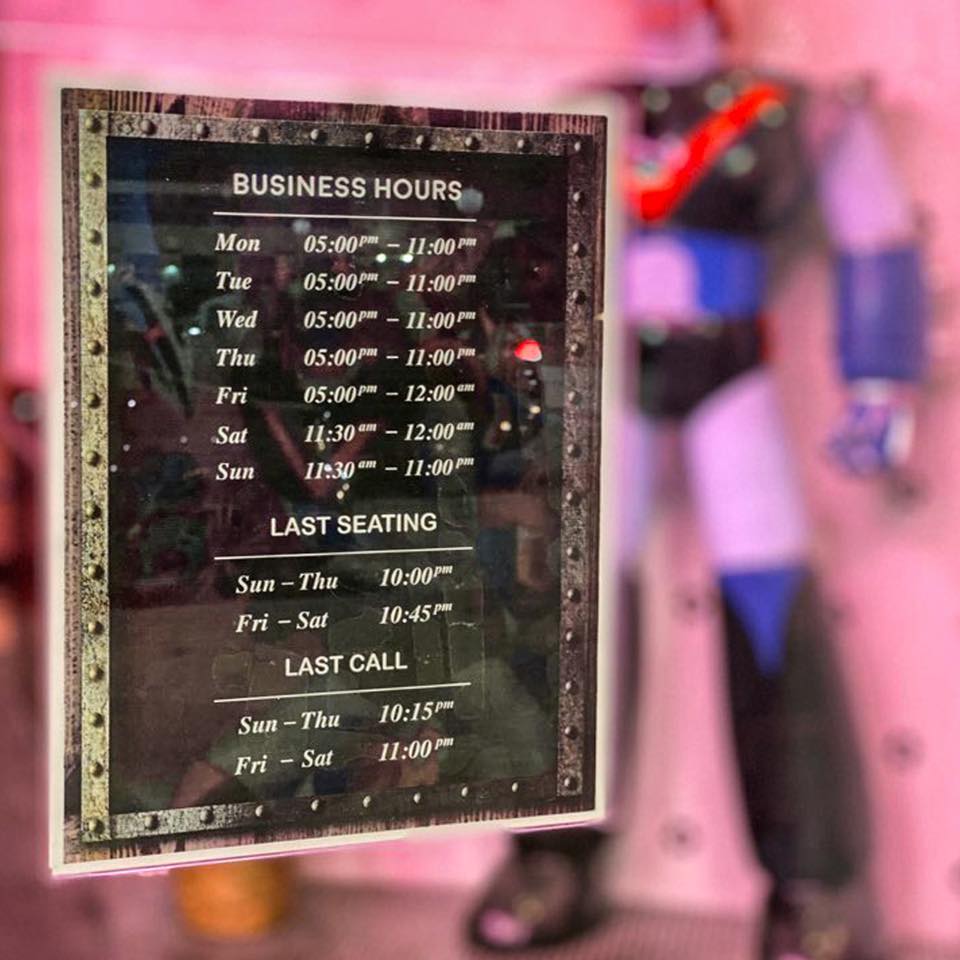 BUSINESS HOURS
Mon 05:00pm – 11:00pm
Tue 05:00pm – 11:00pm
Wed 05:00pm – 11:00pm
Thu 05:00pm – 11:00pm
Fri 05:00pm – 12:00am
Sat 11:30am – 12:00am
Sun 11:30am – 11:00pm
LAST SEATING
Sun – Thu 10:00pm
Fri – Sat 10:45pm
LAST CALL
Sun – Thu 10:15pm
Fri – Sat 11:00pm